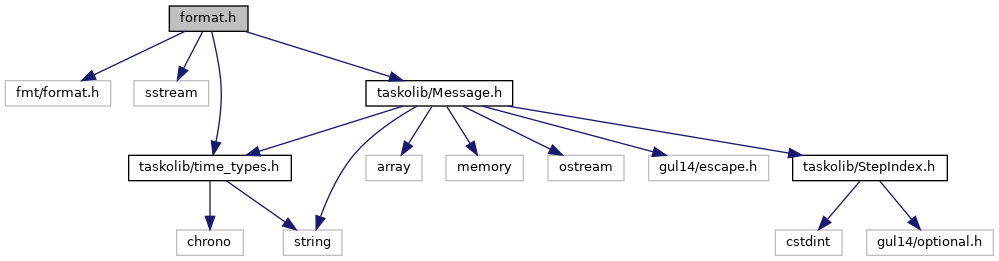 format.h
fmt/format.h
sstream
taskolib/Message.h
taskolib/time_types.h
array
memory
ostream
gul14/escape.h
taskolib/StepIndex.h
chrono
string
cstdint
gul14/optional.h